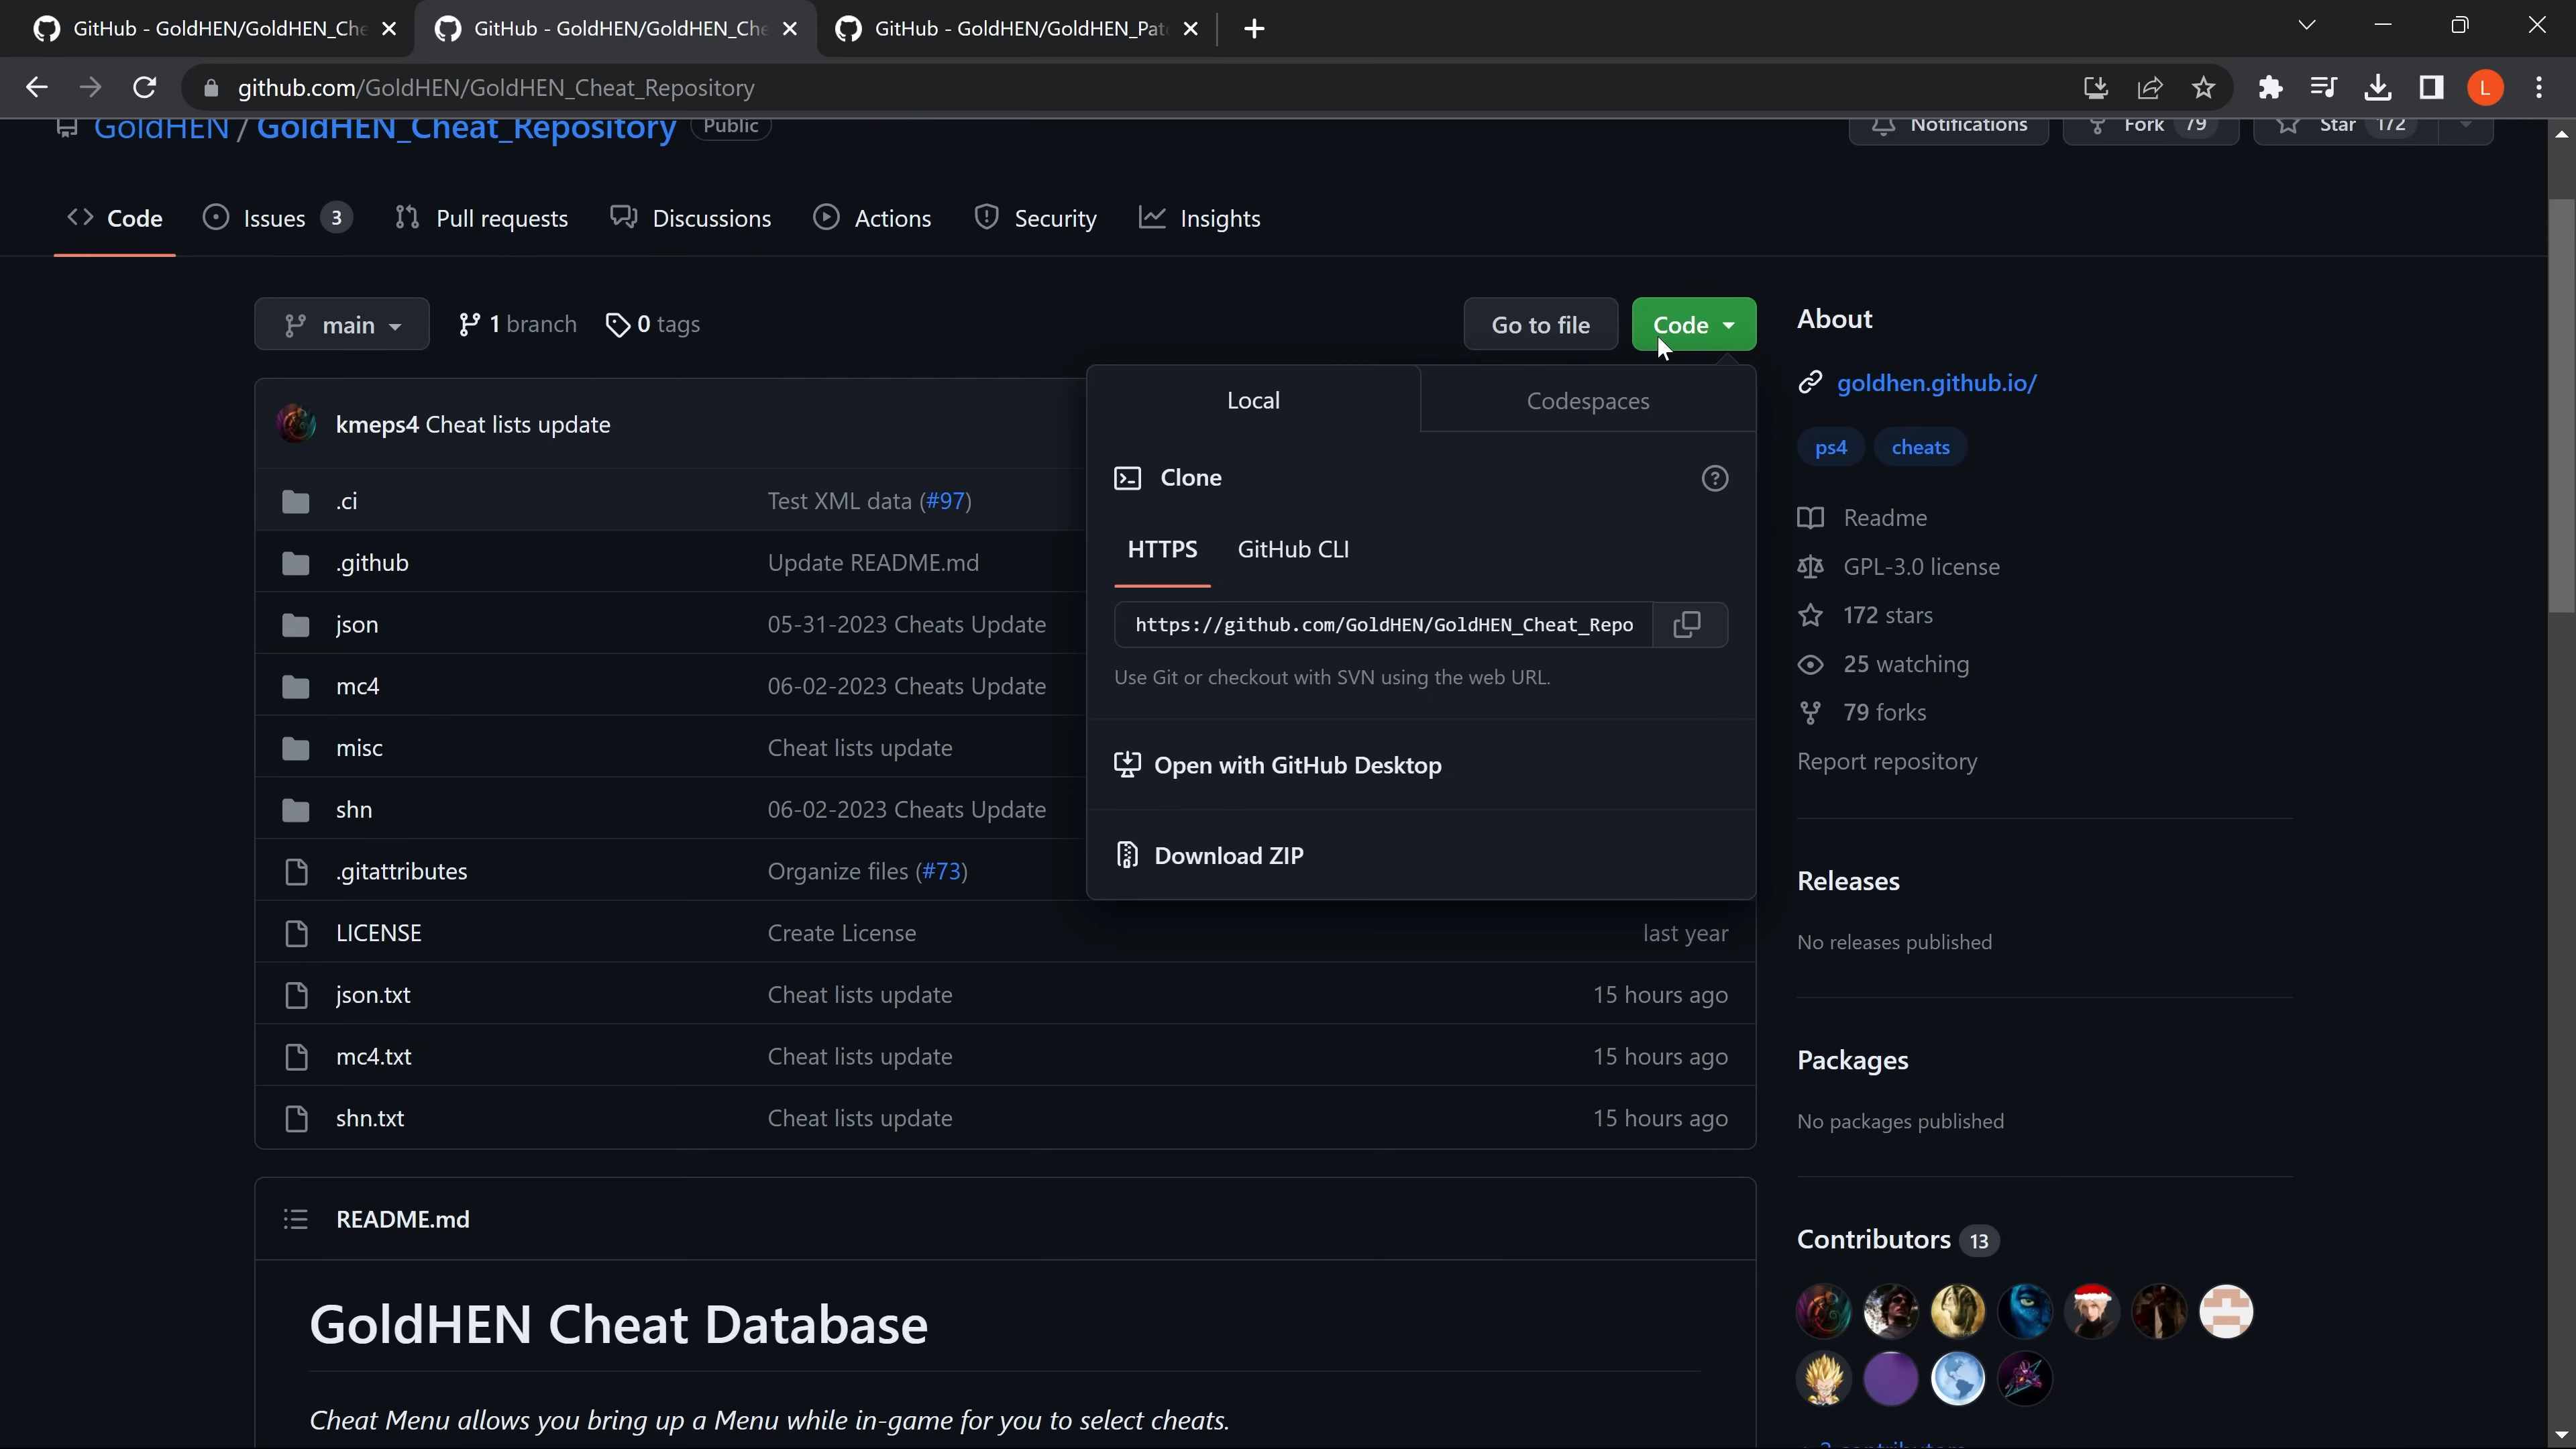 GitHub - GoldHEN/GoldHEN_Che
GitHub - GoldHEN/GoldHEN_Che
GitHub - GoldHEN/GoldHEN_Pat
github.com/GoldHEN/GoldHEN_Cheat_Repository
L
GoldHEN / GoldHEN_Cheat_Repository Public
Notifications
Fork 79
Star 172
Code
Issues 3
Pull requests
Discussions
Actions
Security
Insights
main
1 branch
0 tags
Go to file
Code
kmeps4 Cheat lists update
.ci Test XML data (#97)
.github Update README.md
json 05-31-2023 Cheats Update
mc4 06-02-2023 Cheats Update
misc Cheat lists update
shn 06-02-2023 Cheats Update
.gitattributes Organize files (#73)
LICENSE Create License last year
json.txt Cheat lists update 15 hours ago
mc4.txt Cheat lists update 15 hours ago
shn.txt Cheat lists update 15 hours ago
Local
Codespaces
Clone
HTTPS GitHub CLI
https://github.com/GoldHEN/GoldHEN_Cheat_Repo
Use Git or checkout with SVN using the web URL.
Open with GitHub Desktop
Download ZIP
README.md
GoldHEN Cheat Database
Cheat Menu allows you bring up a Menu while in-game for you to select cheats.
About
goldhen.github.io/
ps4 cheats
Readme
GPL-3.0 license
172 stars
25 watching
79 forks
Report repository
Releases
No releases published
Packages
No packages published
Contributors 13